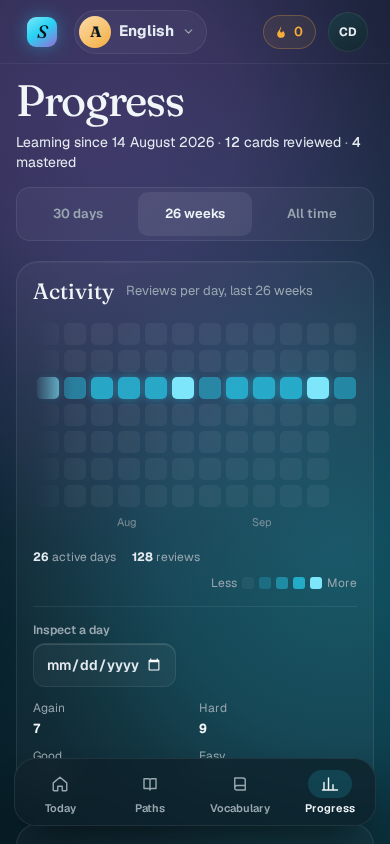 S
A English
0
CD
Progress
Learning since 14 August 2026 · 12 cards reviewed · 4
mastered
30 days
26 weeks
All time
Activity
Reviews per day, last 26 weeks
Aug
Sep
26 active days 128 reviews
Less
More
Inspect a day
mm/dd/yyyy
Again
Hard
7
9
Good
Easy
Today
Paths
Vocabulary
Progress